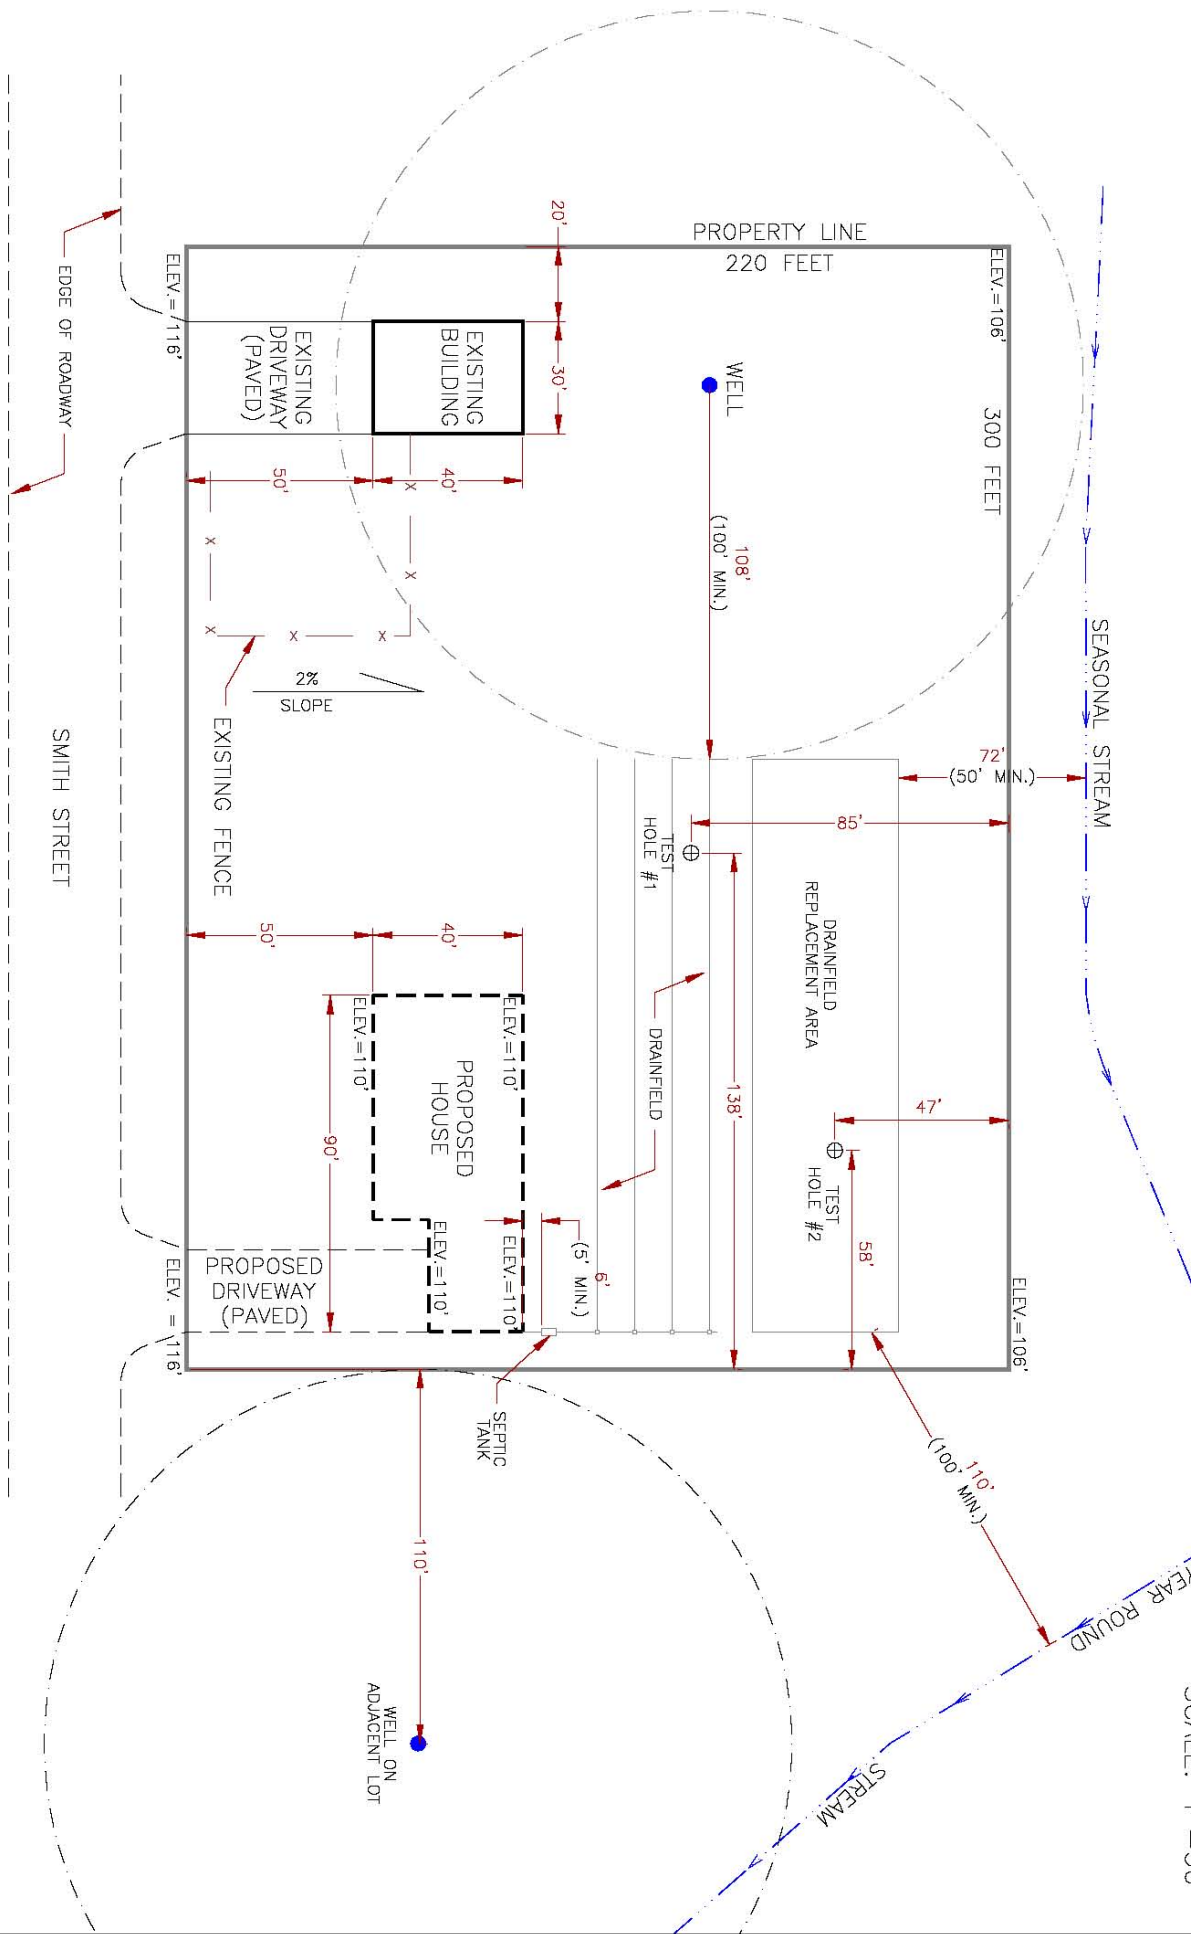 PROPERTY LINE
220 FEET
20'
30'
ELEV.=106'
300 FEET
ELEV.= 116'
EXISTING
DRIVEWAY
(PAVED)
EXISTING
BUILDING
WELL
EDGE OF ROADWAY
50'
40'
108'
(100' MIN.)
X
X
X
X
X
X
X
2%
SLOPE
EXISTING FENCE
SMITH STREET
SEASONAL STREAM
72'
(50' MIN.)
85'
TEST
HOLE #1
DRAINFIELD
REPLACEMENT AREA
50'
40'
ELEV.=110'
ELEV.=110'
PROPOSED
HOUSE
90'
DRAINFIELD
138'
47'
TEST
HOLE #2
58'
6'
(5' MIN.)
ELEV.=110'
ELEV.=110'
PROPOSED
DRIVEWAY
(PAVED)
ELEV. = 116'
ELEV.=106'
SEPTIC
TANK
110'
(100' MIN.)
110'
WELL ON
ADJACENT LOT
YEAR ROUND
STREAM